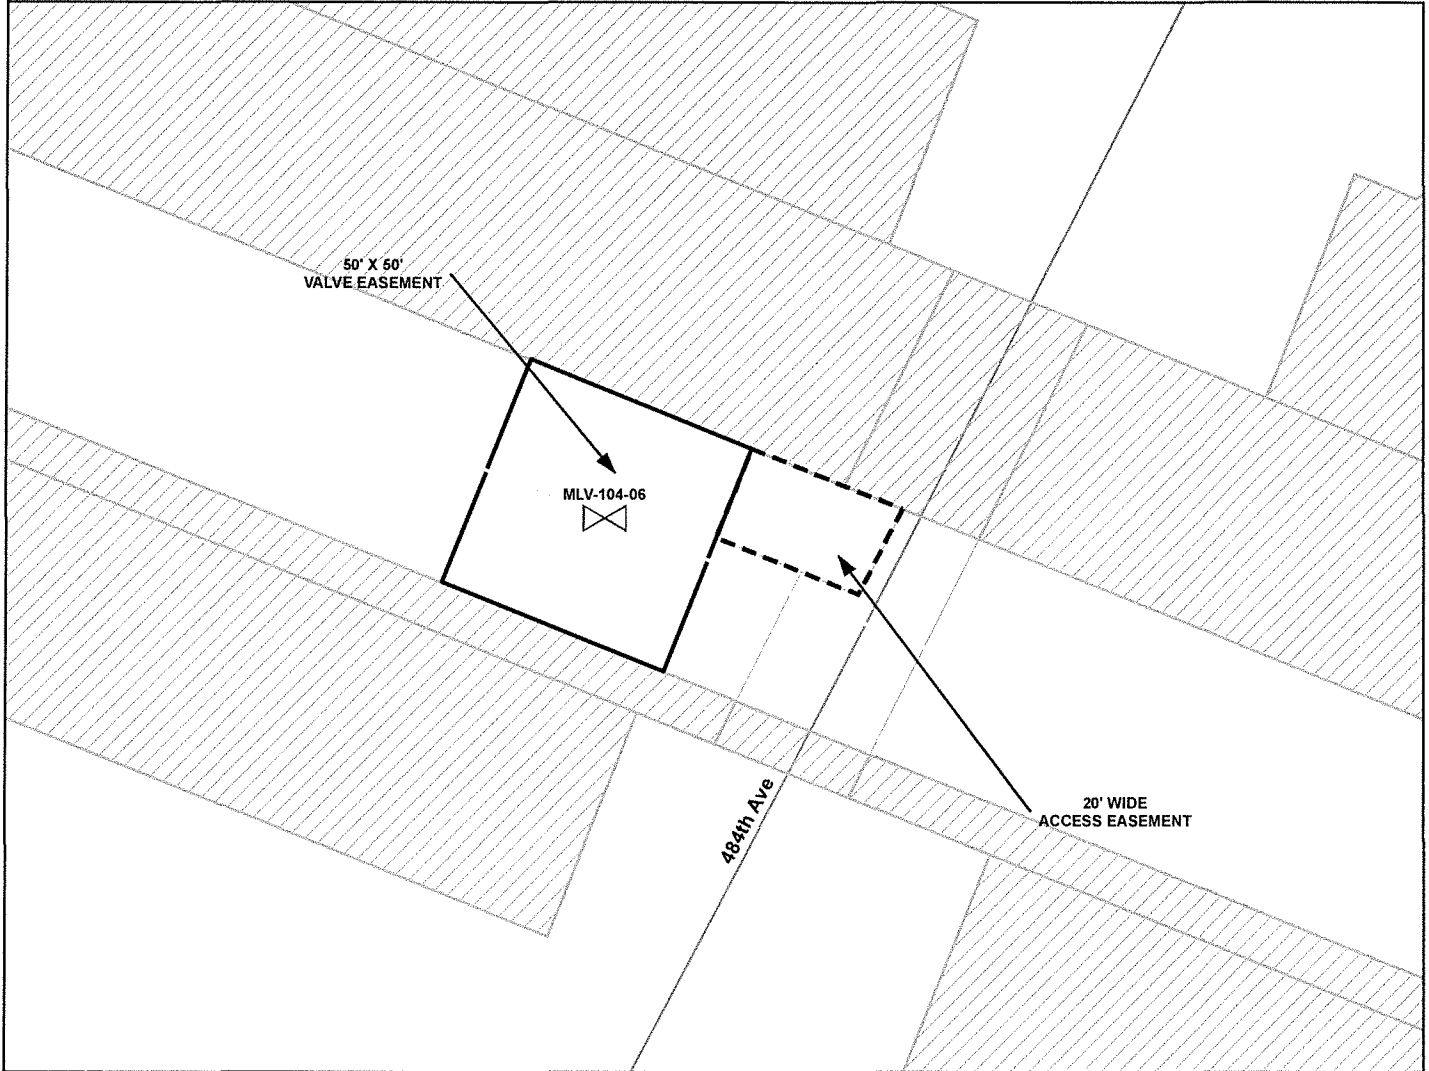 50' X 50'
VALVE EASEMENT
MLV-104-06
484th Ave
20' WIDE
ACCESS EASEMENT